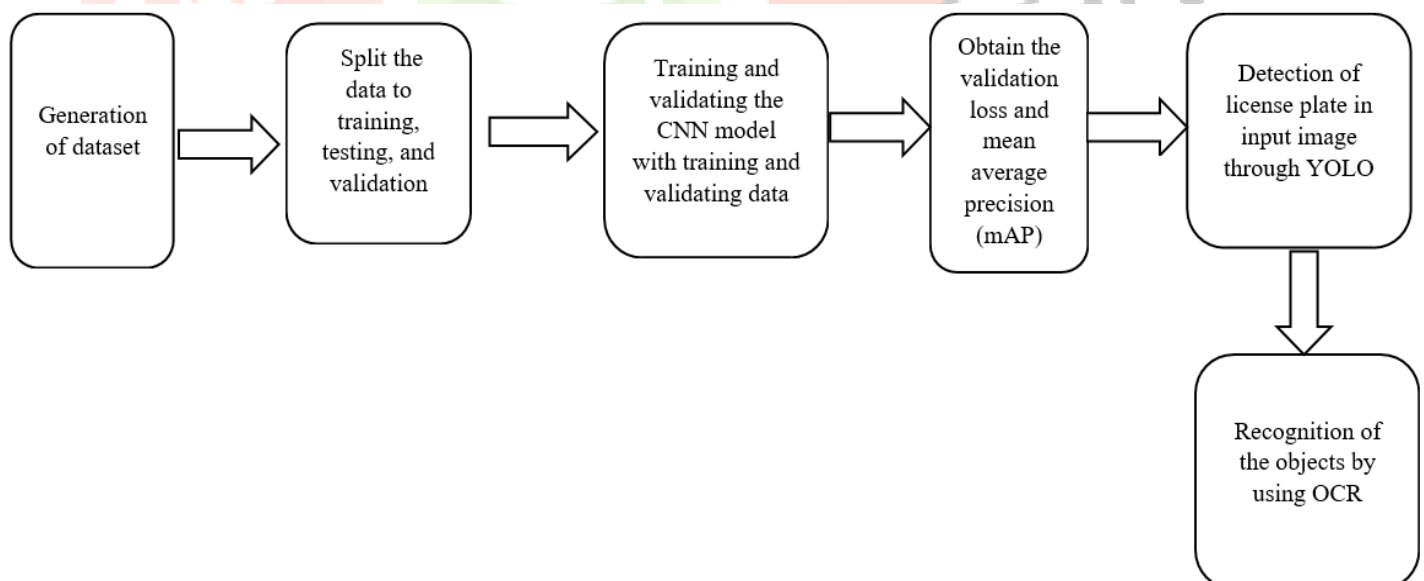 Generation
of dataset
Split the
data to
training,
testing, and
validation
Training and
validating the
CNN model
with training and
validating data
Obtain the
validation
loss and
mean
average
precision
(mAP)
Detection of
license plate in
input image
through YOLO
Recognition of
the objects by
using OCR